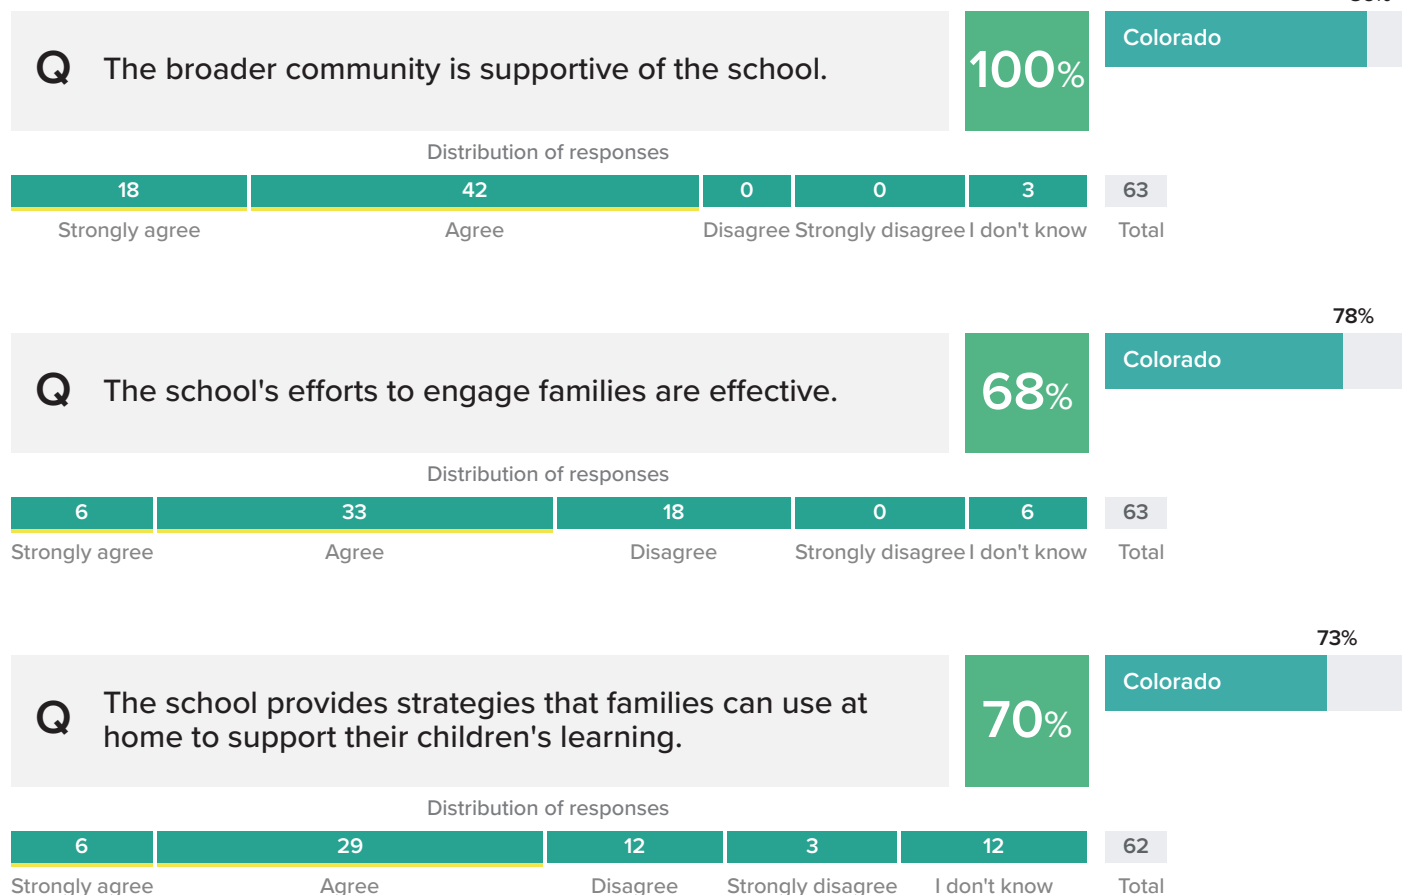 Q The broader community is supportive of the school.
100%
Colorado
Distribution of responses
18 42 0 0 3 63
Strongly agree Agree Disagree Strongly disagree I don't know Total
78%
Q The school's efforts to engage families are effective.
68%
Colorado
Distribution of responses
6 33 18 0 6 63
Strongly agree Agree Disagree Strongly disagree I don't know Total
73%
Q The school provides strategies that families can use at
home to support their children's learning.
70%
Colorado
Distribution of responses
6 29 12 3 12 62
Strongly agree Agree Disagree Strongly disagree I don't know Total